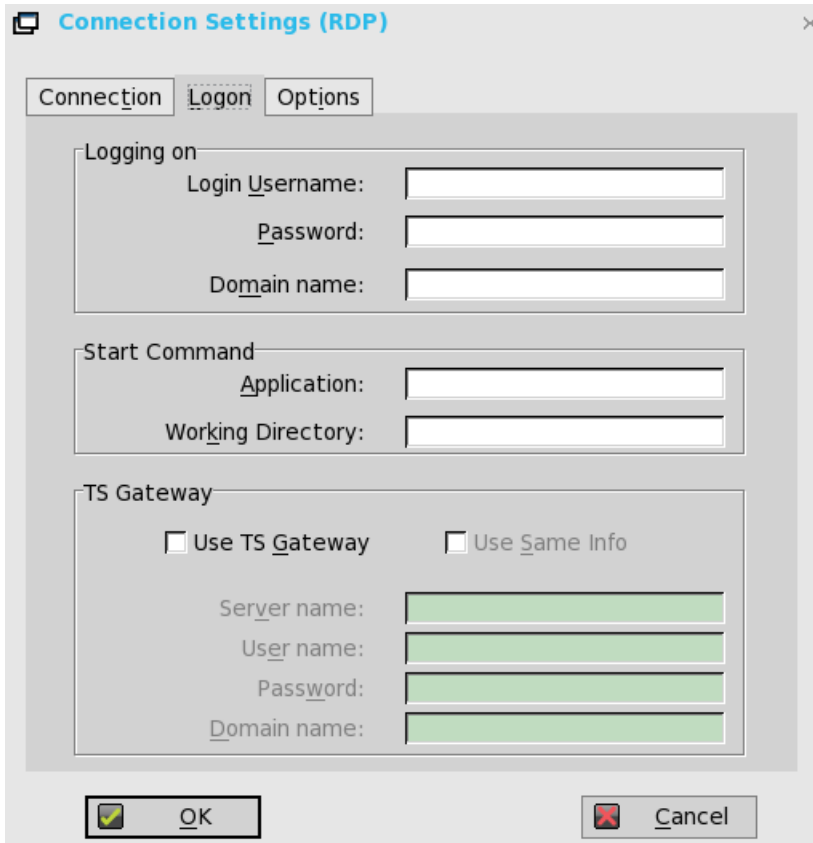 Connection Settings (RDP)
Connection Logon Options
Logging on
Login Username:
Password:
Domain name:
Start Command
Application:
Working Directory:
TS Gateway
Use TS Gateway Use Same Info
Server name:
User name:
Password:
Domain name:
OK Cancel